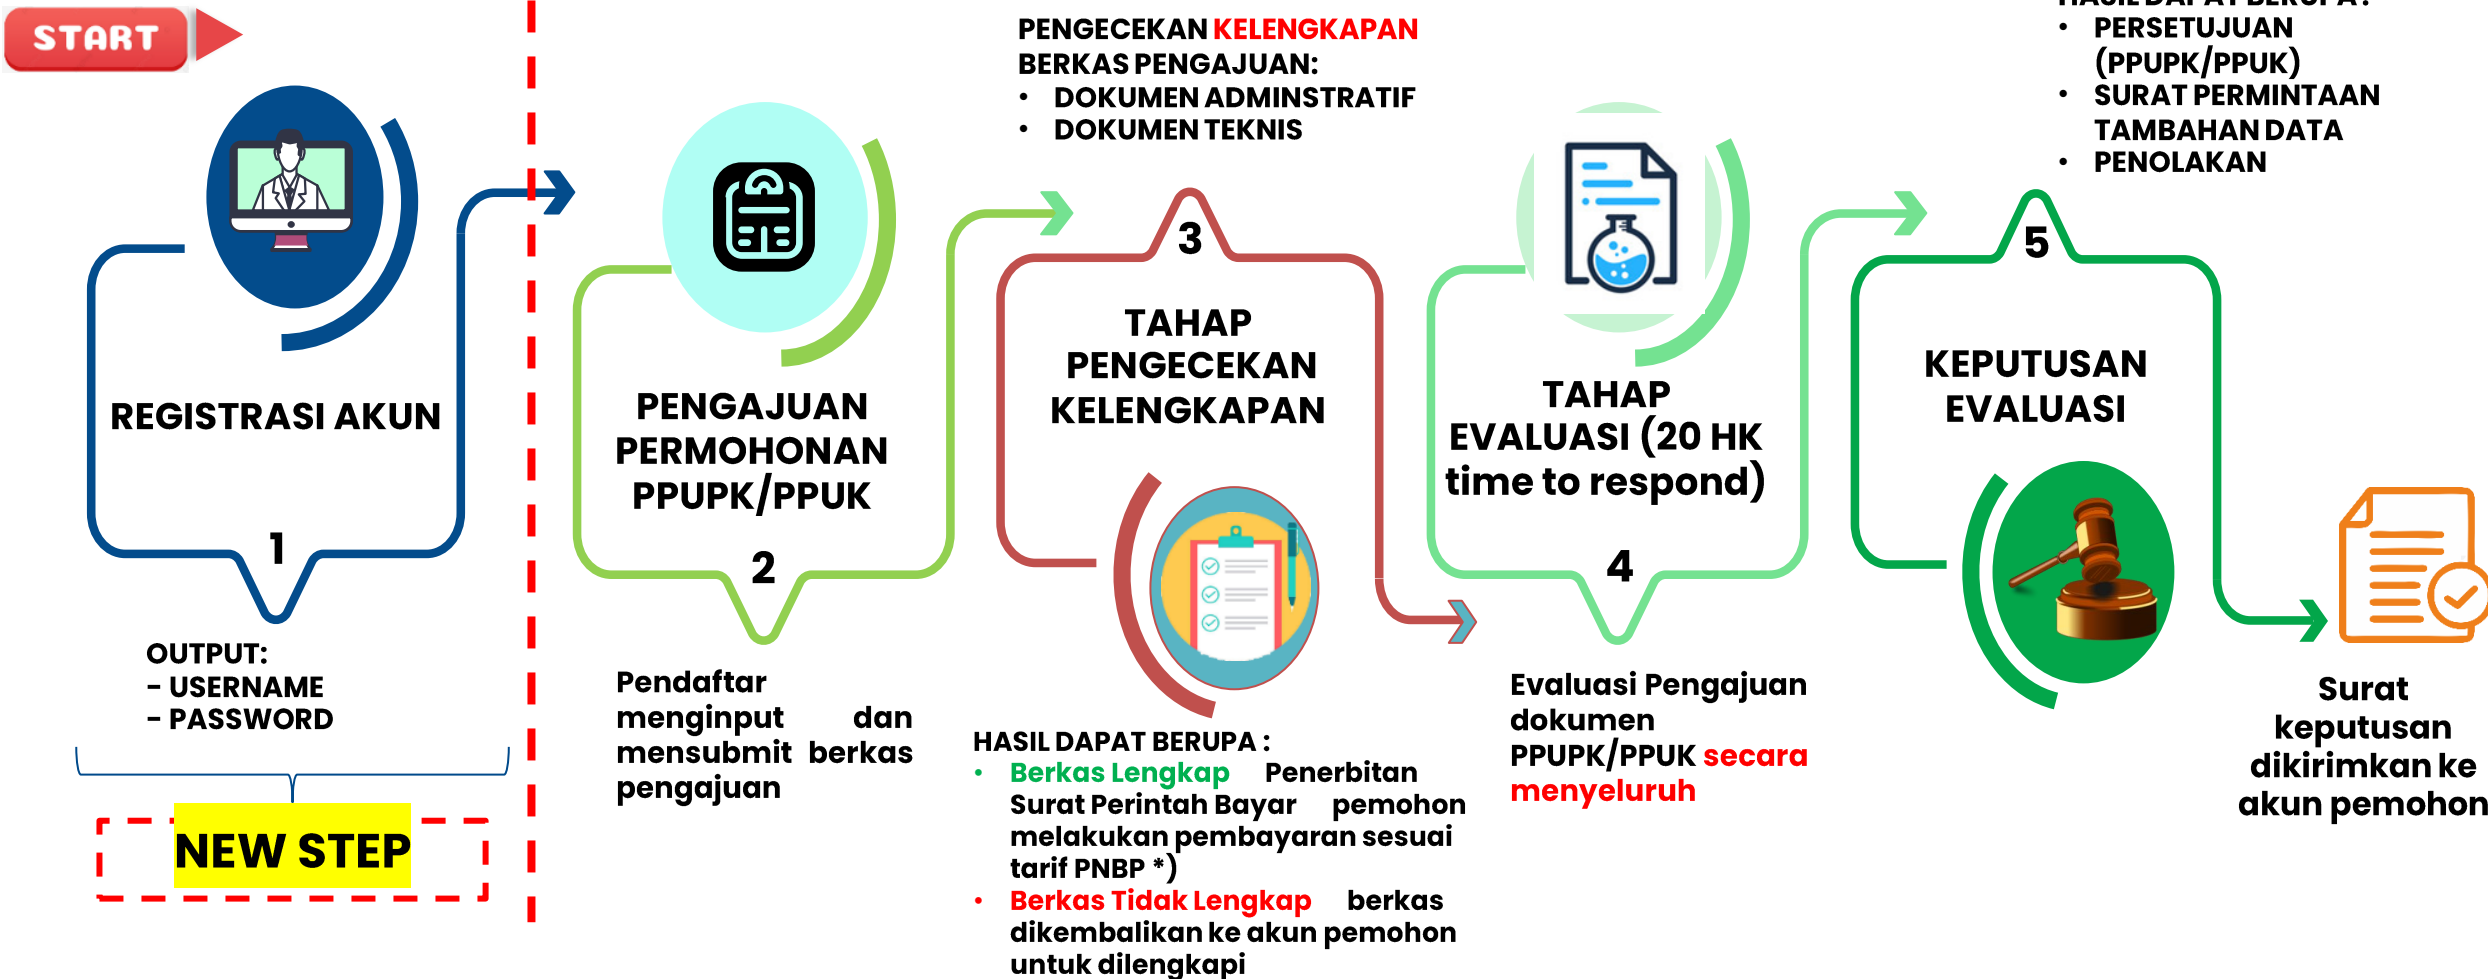 START
REGISTRASI AKUN
1
OUTPUT:
- USERNAME
- PASSWORD
NEW STEP
PENGAJUAN
PERMOHONAN
PPUPK/PPUK
2
Pendaftar
menginput dan
mensubmit berkas
pengajuan
PENGECEKAN KELENGKAPAN
BERKAS PENGAJUAN:
• DOKUMEN ADMINSTRATIF
• DOKUMEN TEKNIS
3
TAHAP
PENGECEKAN
KELENGKAPAN
HASIL DAPAT BERUPA :
• Berkas Lengkap Penerbitan
Surat Perintah Bayar pemohon
melakukan pembayaran sesuai
tarif PNBP *)
• Berkas Tidak Lengkap berkas
dikembalikan ke akun pemohon
untuk dilengkapi
TAHAP
EVALUASI (20 HK
time to respond)
4
Evaluasi Pengajuan
dokumen
PPUPK/PPUK secara
menyeluruh
HASIL DAPAT BERUPA :
• PERSETUJUAN
(PPUPK/PPUK)
• SURAT PERMINTAAN
TAMBAHAN DATA
• PENOLAKAN
5
KEPUTUSAN
EVALUASI
Surat
keputusan
dikirimkan ke
akun pemohon